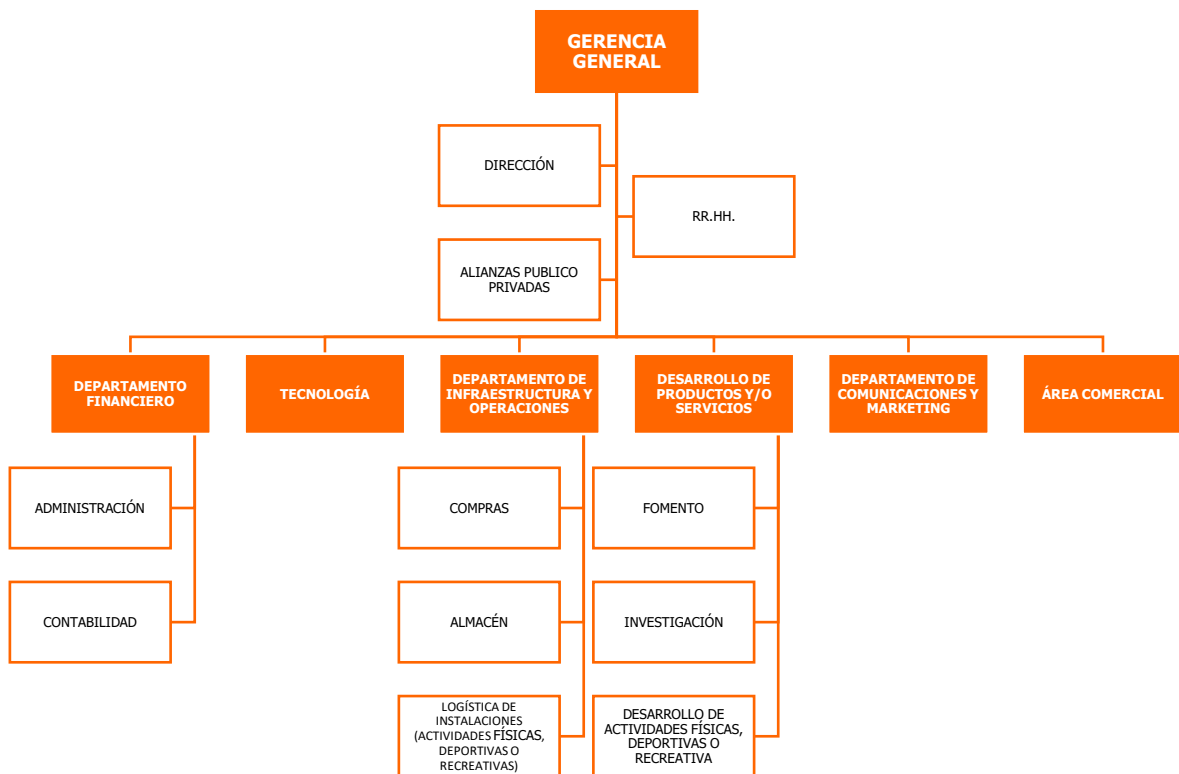 GERENCIA
GENERAL
DIRECCIÓN
RR.HH.
ALIANZAS PUBLICO
PRIVADAS
DEPARTAMENTO
FINANCIERO
TECNOLOGÍA
DEPARTAMENTO DE
INFRAESTRUCTURA Y
OPERACIONES
DESARROLLO DE
PRODUCTOS Y/O
SERVICIOS
DEPARTAMENTO DE
COMUNICACIONES Y
MARKETING
ÁREA COMERCIAL
ADMINISTRACIÓN
COMPRAS
FOMENTO
CONTABILIDAD
ALMACÉN
INVESTIGACIÓN
LOGÍSTICA DE
INSTALACIONES
(ACTIVIDADES FÍSICAS,
DEPORTIVAS O
RECREATIVAS)
DESARROLLO DE
ACTIVIDADES FÍSICAS,
DEPORTIVAS O
RECREATIVA